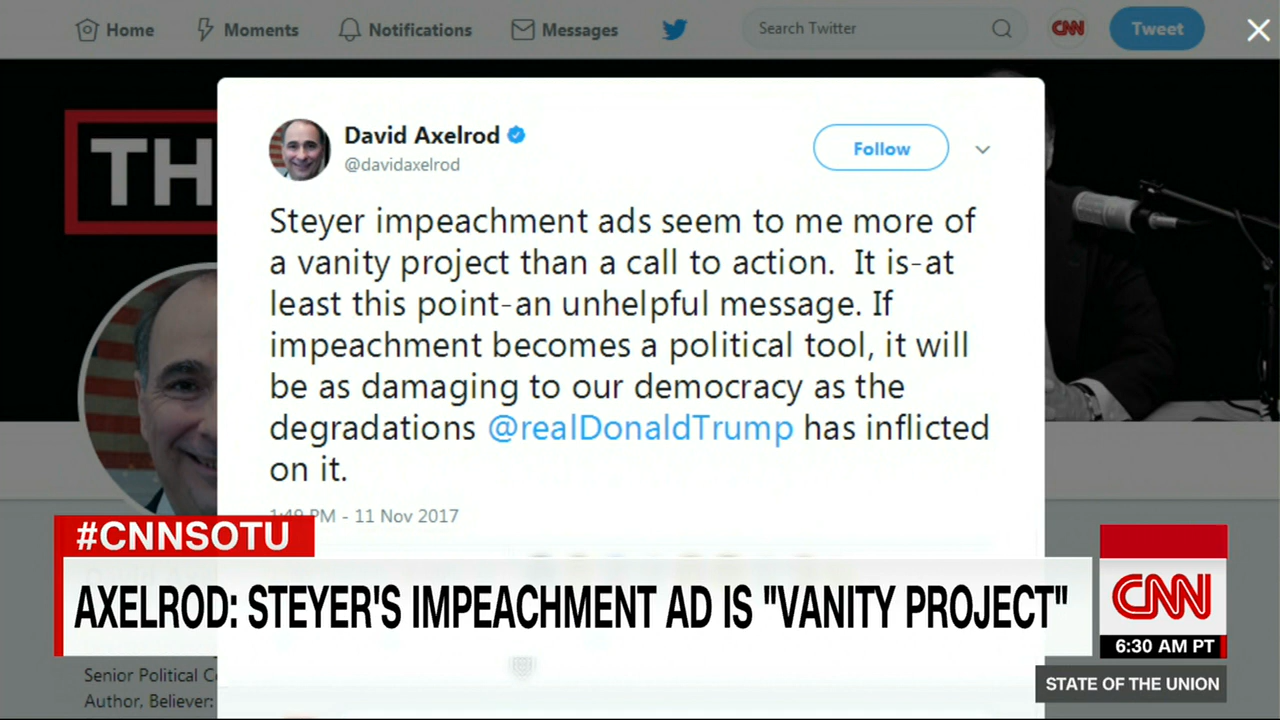 Home Moments Notifications Messages Search Twitter CNN Tweet
TH
David Axelrod
@davidaxelrod
Follow
Steyer impeachment ads seem to me more of
a vanity project than a call to action. It is-at
least this point-an unhelpful message. If
impeachment becomes a political tool, it will
be as damaging to our democracy as the
degradations @realDonaldTrump has inflicted
on it.
1:49 PM - 11 Nov 2017
#CNNSOTU
AXELROD: STEYER'S IMPEACHMENT AD IS "VANITY PROJECT"
CNN
6:30 AM PT
STATE OF THE UNION
Senior Political C
Author, Believer: